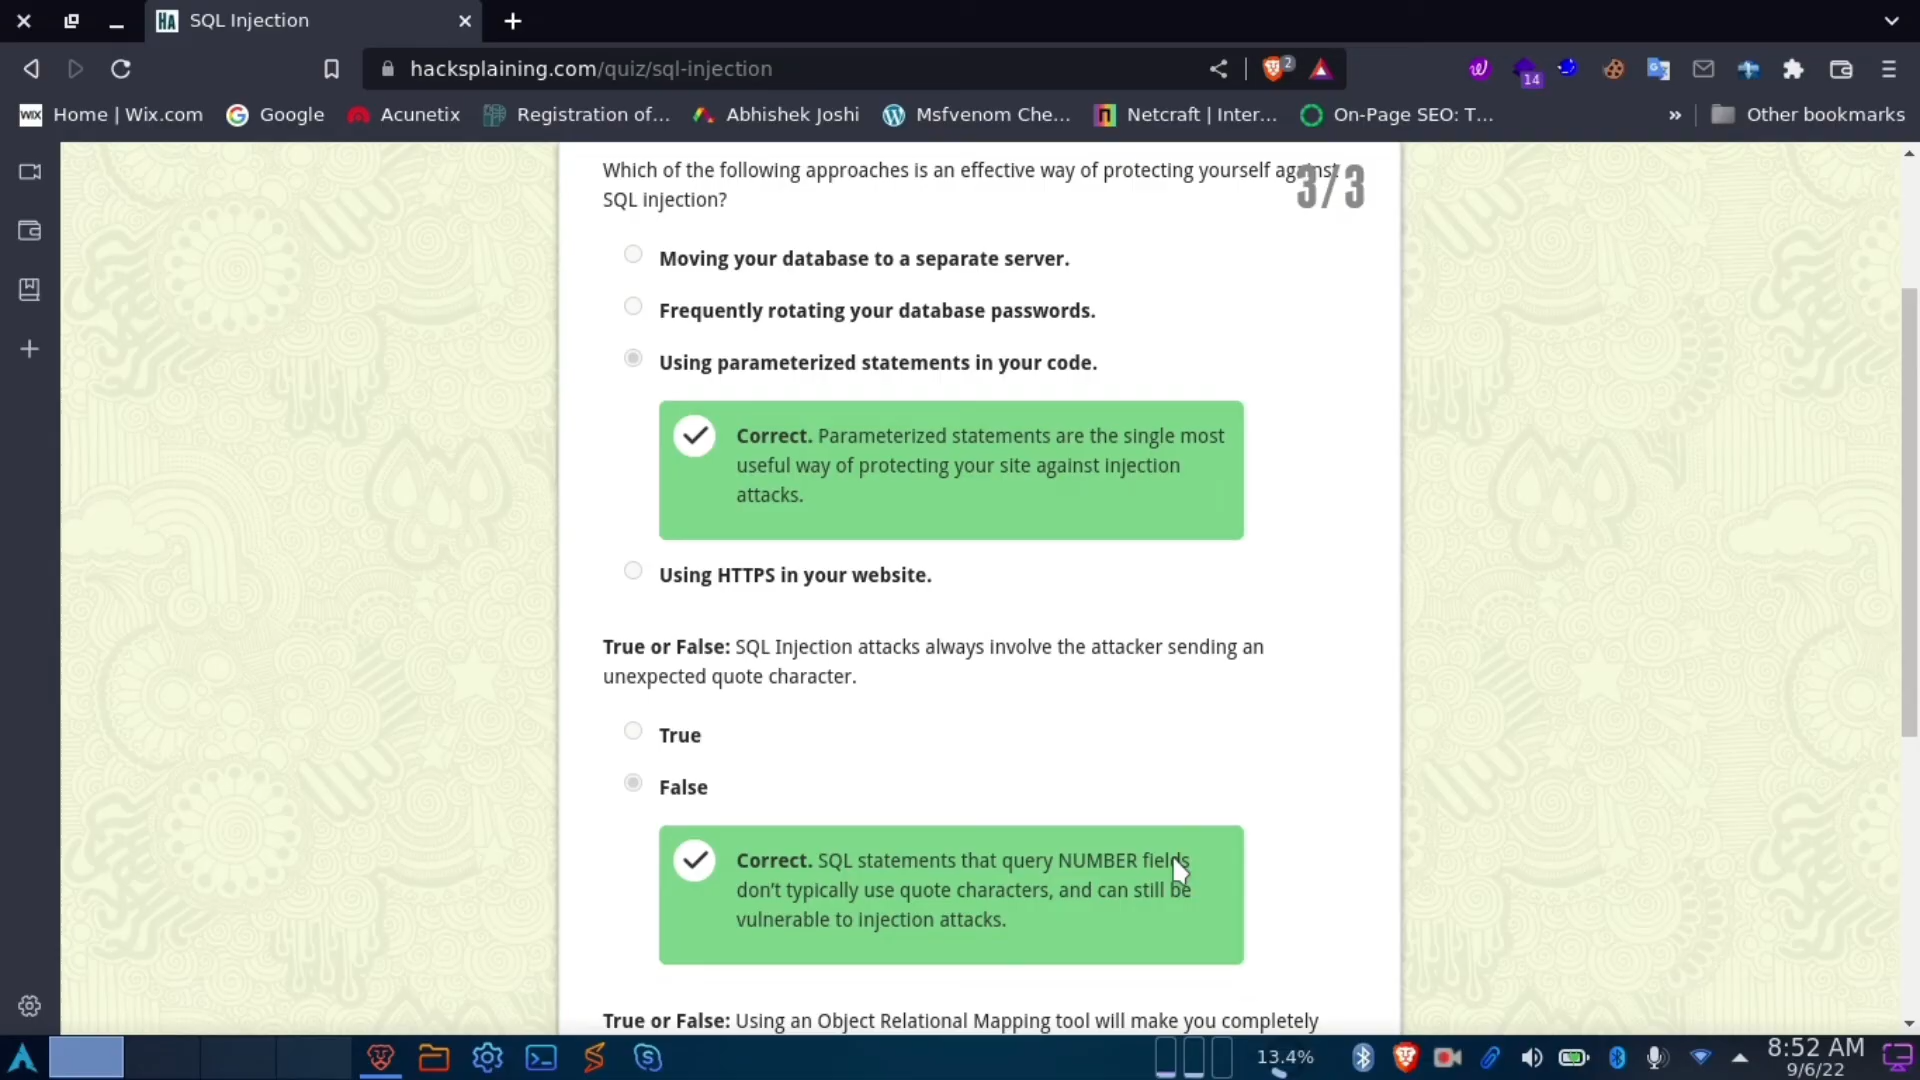 SQL Injection
hacksplaining.com/quiz/sql-injection
2
14
WiX Home | Wix.com Google Acunetix Registration of... Abhishek Joshi Msfvenom Che... Netcraft | Inter... On-Page SEO: T... » Other bookmarks
Which of the following approaches is an effective way of protecting yourself against
SQL injection?
3/3
Moving your database to a separate server.
Frequently rotating your database passwords.
Using parameterized statements in your code.
Correct. Parameterized statements are the single most
useful way of protecting your site against injection
attacks.
Using HTTPS in your website.
True or False: SQL Injection attacks always involve the attacker sending an
unexpected quote character.
True
False
Correct. SQL statements that query NUMBER fields
don't typically use quote characters, and can still be
vulnerable to injection attacks.
True or False: Using an Object Relational Mapping tool will make you completely
13.4%
8:52 AM
9/6/22